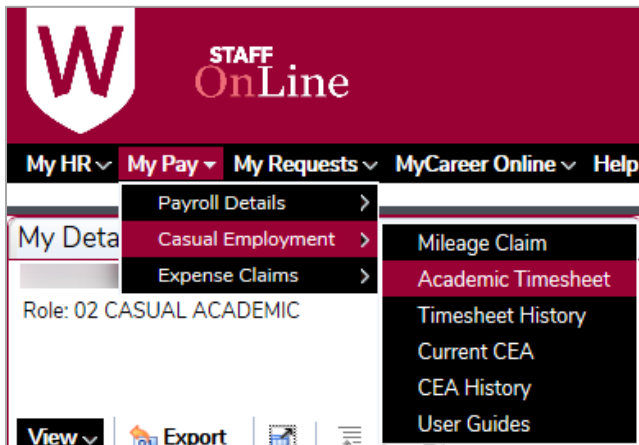 W
STAFF
OnLine
My HR My Pay My Requests MyCareer Online Help
Payroll Details
My Deta Casual Employment Mileage Claim
Expense Claims Academic Timesheet
Role: 02 CASUAL ACADEMIC Timesheet History
Current CEA
CEA History
View Export User Guides